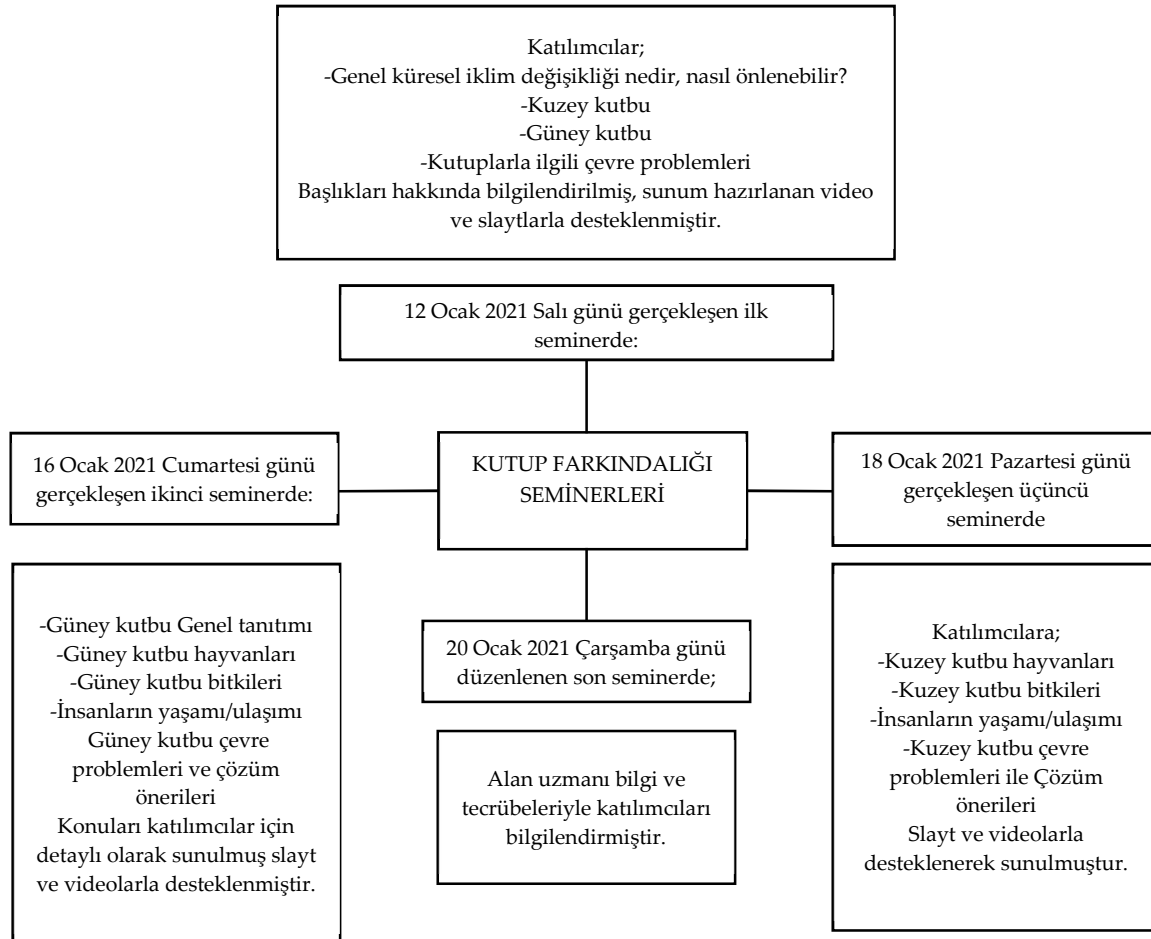 Katılımcılar;
-Genel küresel iklim değişikliği nedir, nasıl önlenebilir?
-Kuzey kutbu
-Güney kutbu
-Kutuplarla ilgili çevre problemleri
Başlıkları hakkında bilgilendirilmiş, sunum hazırlanan video
ve slaytlarla desteklenmiştir.
12 Ocak 2021 Salı günü gerçekleşen ilk
seminerde:
16 Ocak 2021 Cumartesi günü
gerçekleşen ikinci seminerde:
KUTUP FARKINDALIĞI
SEMİNERLERİ
18 Ocak 2021 Pazartesi günü
gerçekleşen üçüncü
seminerde
-Güney kutbu Genel tanıtımı
-Güney kutbu hayvanları
-Güney kutbu bitkileri
-İnsanların yaşamı/ulaşımı
Güney kutbu çevre
problemleri ve çözüm
önerileri
Konuları katılımcılar için
detaylı olarak sunulmuş slayt
ve videolarla desteklenmiştir.
20 Ocak 2021 Çarşamba günü
düzenlenen son seminerde;
Alan uzmanı bilgi ve
tecrübeleriyle katılımcıları
bilgilendirmiştir.
Katılımcılara;
-Kuzey kutbu hayvanları
-Kuzey kutbu bitkileri
-İnsanların yaşamı/ulaşımı
-Kuzey kutbu çevre
problemleri ile Çözüm
önerileri
Slayt ve videolarla
desteklenerek sunulmuştur.